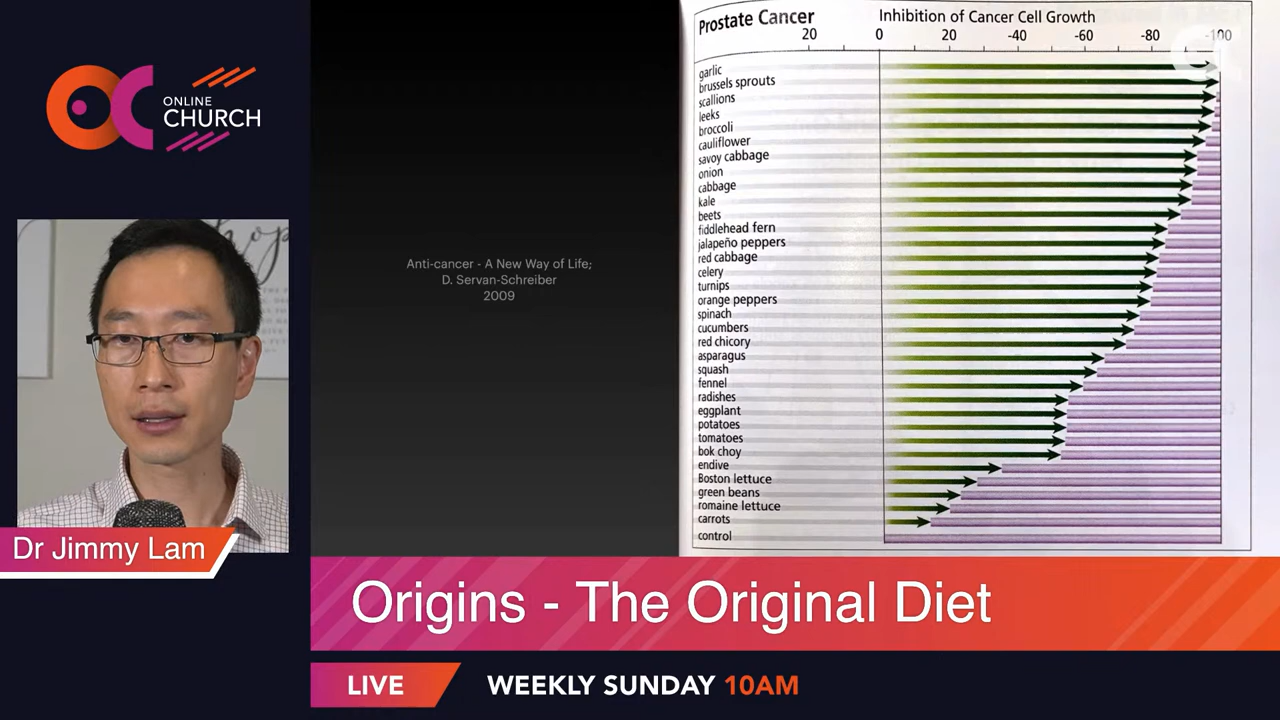 ONLINE
CHURCH
Dr Jimmy Lam
Anti-cancer - A New Way of Life;
D. Servan-Schreiber
2009
Prostate Cancer
Inhibition of Cancer Cell Growth
20 0 20 -40 -60 -80 -100
garlic
brussels sprouts
scallions
leeks
broccoli
cauliflower
savoy cabbage
onion
cabbage
kale
beets
fiddlehead fern
jalapeño peppers
red cabbage
celery
turnips
orange peppers
spinach
cucumbers
red chicory
asparagus
squash
fennel
radishes
eggplant
potatoes
tomatoes
bok choy
endive
Boston lettuce
green beans
romaine lettuce
carrots
control
Origins - The Original Diet
LIVE
WEEKLY SUNDAY 10AM